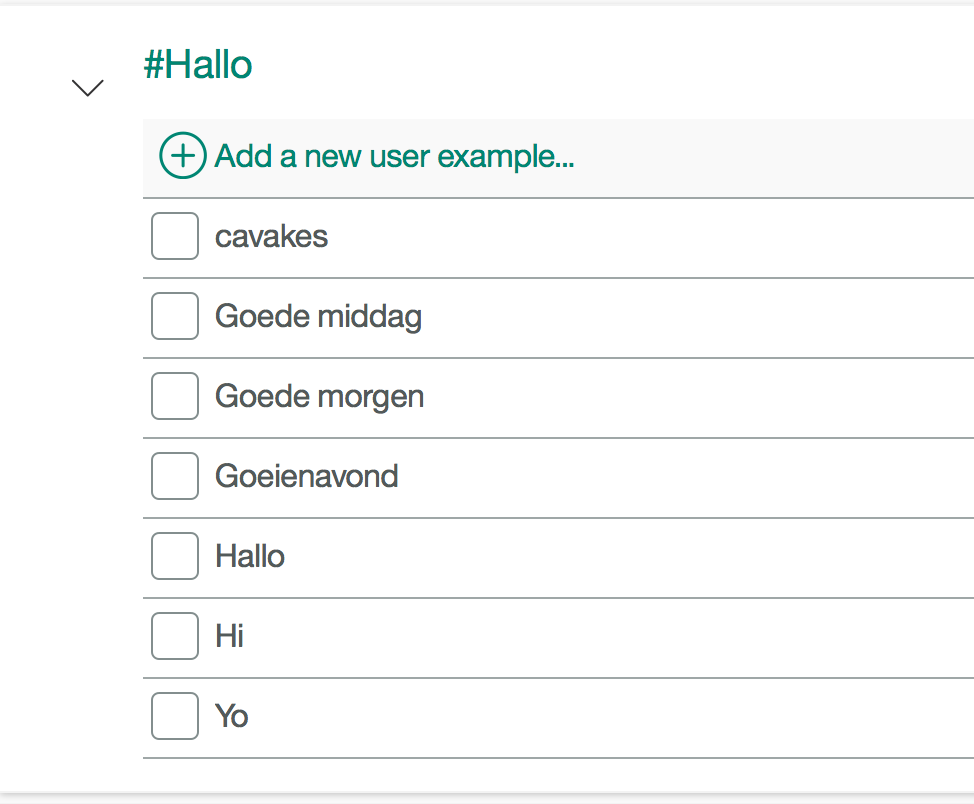 #Hallo
Add a new user example...
cavakes
Goede middag
Goede morgen
Goeienavond
Hallo
Hi
Yo